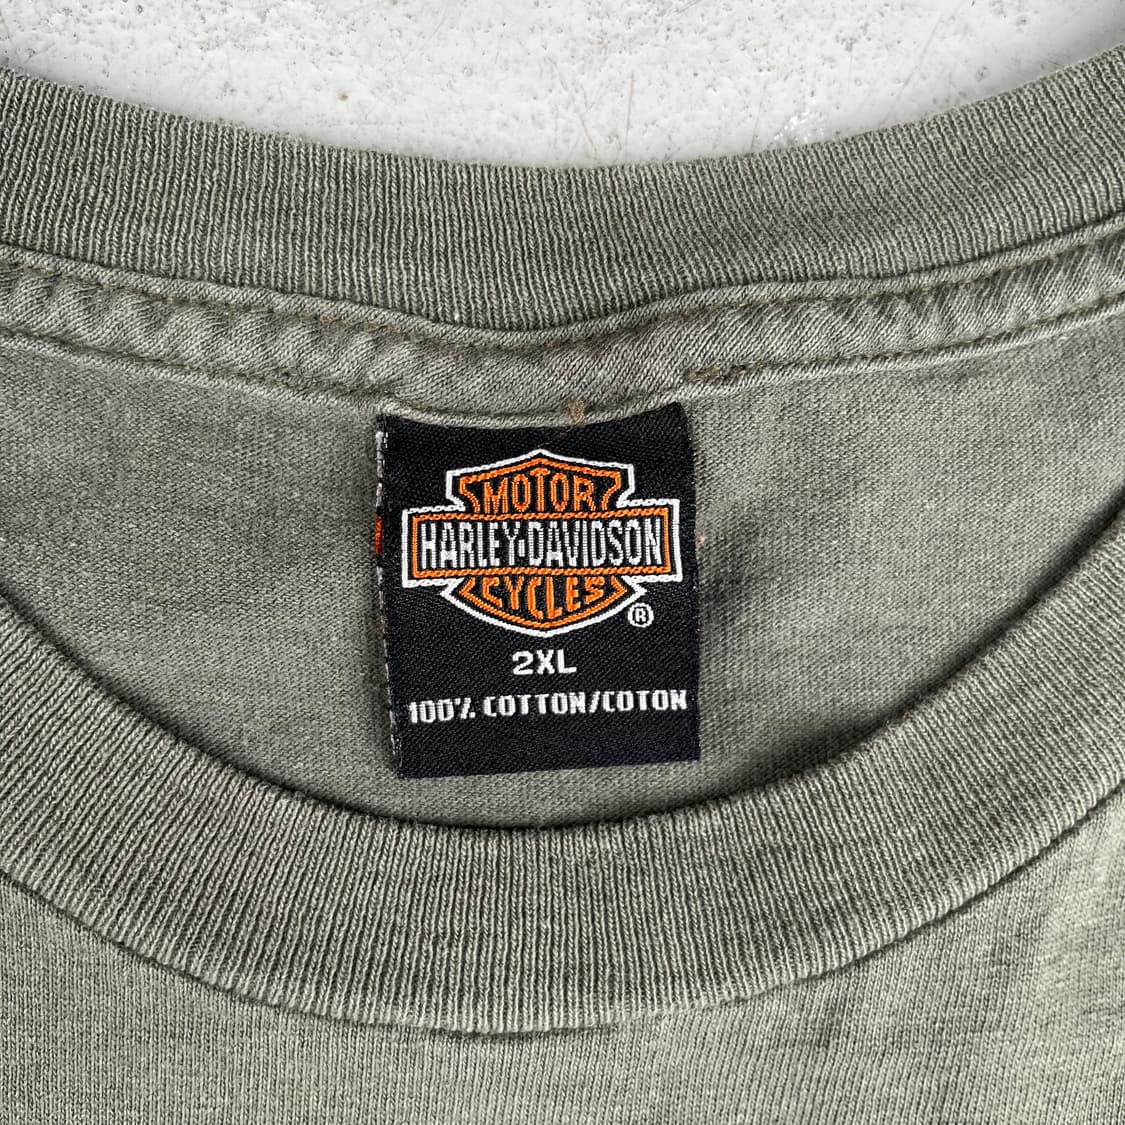 MOTOR
HARLEY-DAVIDSON
CYCLES
®
2XL
100% COTTON/COTON